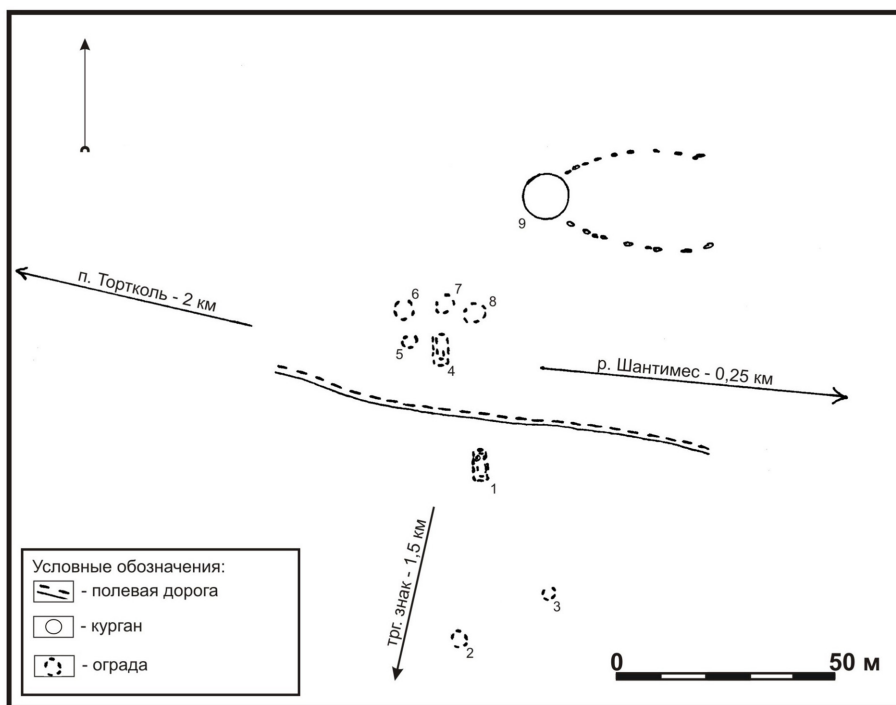 9
п. Тортколь - 2 км
6
7
8
5
4
р. Шантимес - 0,25 км
1
трг. знак - 1,5 км
3
2
Условные обозначения:
- полевая дорога
- курган
- ограда
0 50 м